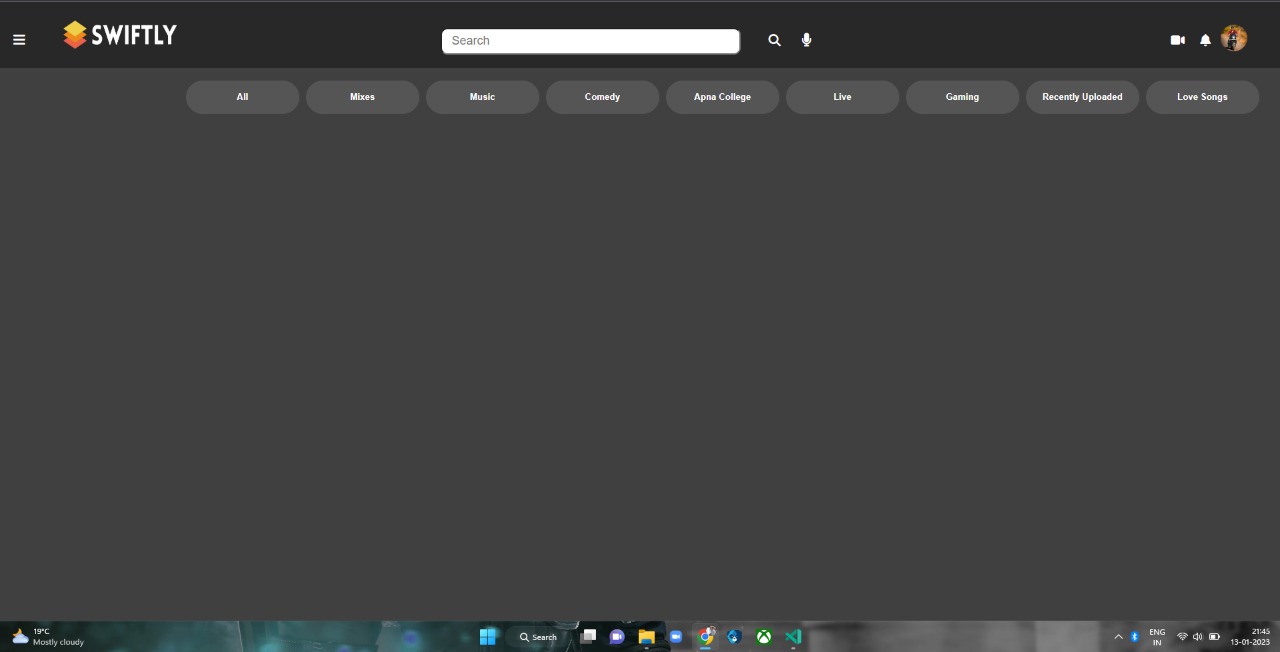 SWIFTLY
Search
All
Mixes
Music
Comedy
Apna College
Live
Gaming
Recently Uploaded
Love Songs
19°C
Mostly cloudy
Search
ENG
IN
21:45
13-01-2023